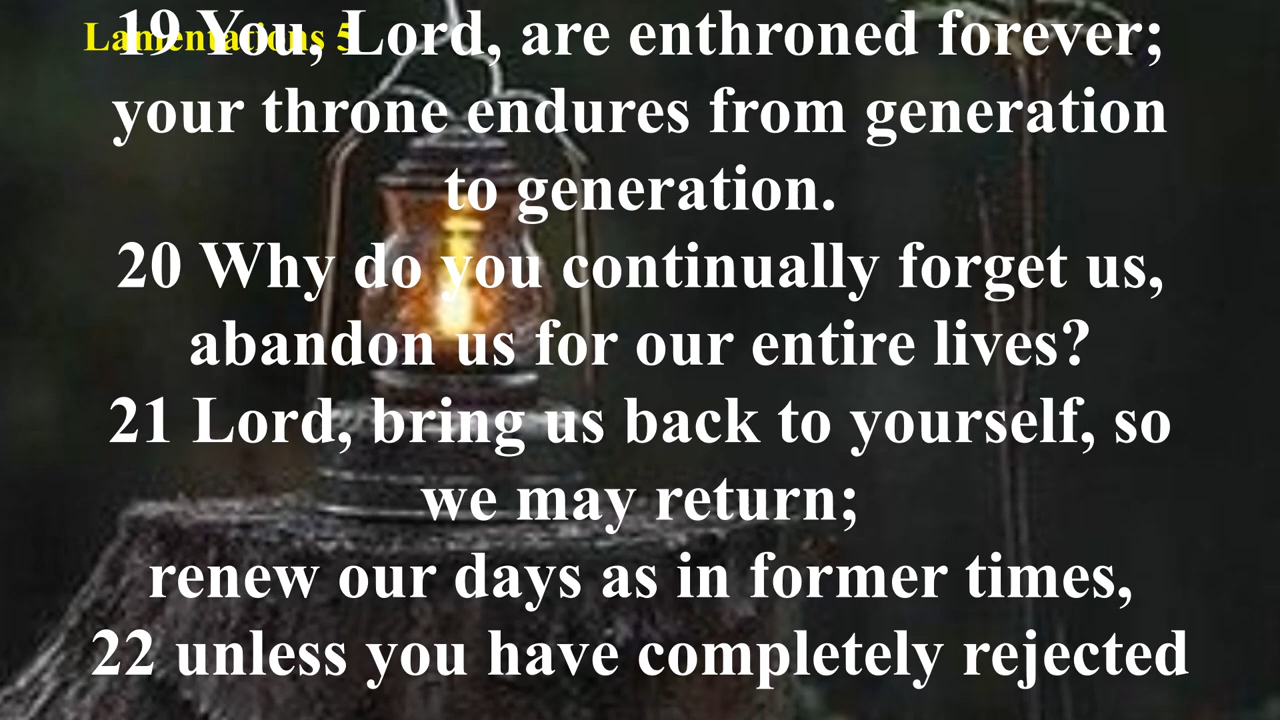 Lamentations 5
19 You, Lord, are enthroned forever;
your throne endures from generation
to generation.
20 Why do you continually forget us,
abandon us for our entire lives?
21 Lord, bring us back to yourself, so
we may return;
renew our days as in former times,
22 unless you have completely rejected